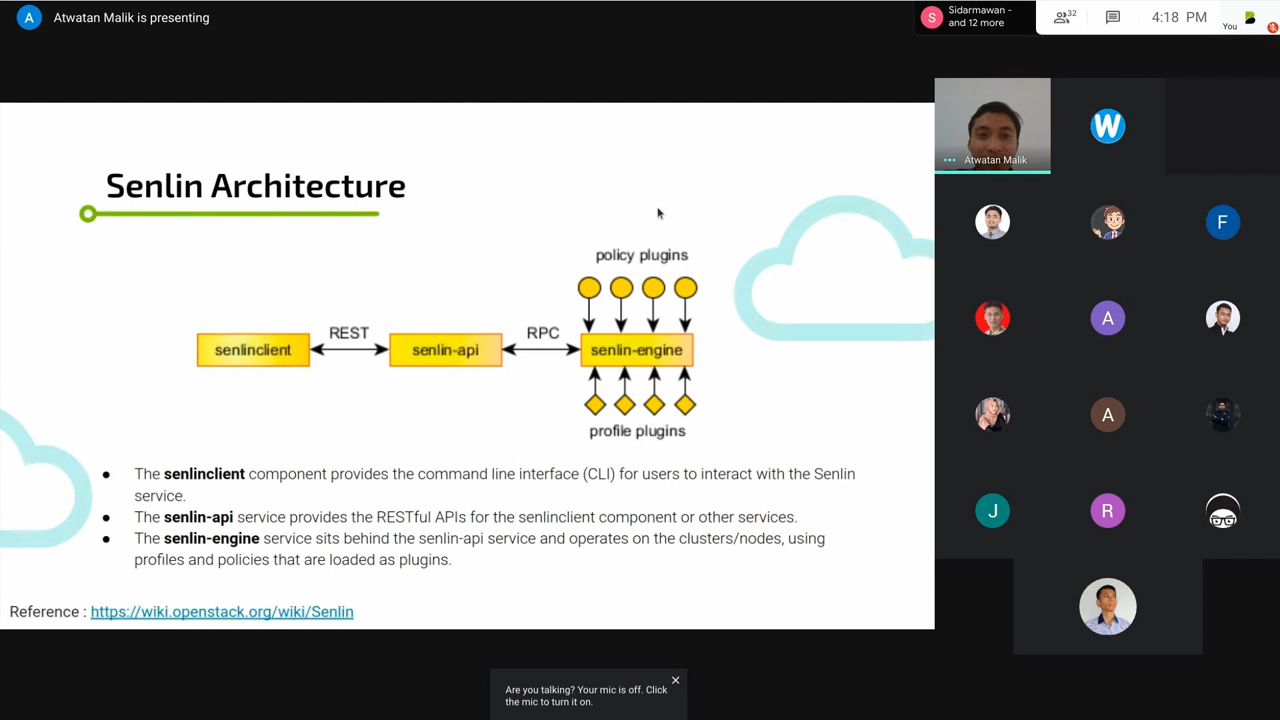 A Atwatan Malik is presenting
S Sidarmawan -
and 12 more
32
4:18 PM
You
Senlin Architecture
policy plugins
senlinclient REST senlin-api RPC senlin-engine
profile plugins
● The senlinclient component provides the command line interface (CLI) for users to interact with the Senlin
service.
● The senlin-api service provides the RESTful APIs for the senlinclient component or other services.
● The senlin-engine service sits behind the senlin-api service and operates on the clusters/nodes, using
profiles and policies that are loaded as plugins.
Reference : https://wiki.openstack.org/wiki/Senlin
Atwatan Malik
W
F
A
A
J
R
Are you talking? Your mic is off. Click
the mic to turn it on.